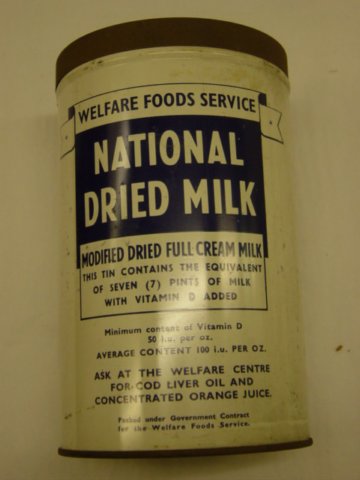 WELFARE FOODS SERVICE
NATIONAL
DRIED MILK
MODIFIED DRIED FULL CREAM MILK
THIS TIN CONTAINS THE EQUIVALENT
OF SEVEN (7) PINTS OF MILK
WITH VITAMIN D ADDED
Minimum content of Vitamin D
50 i.u. per oz.
AVERAGE CONTENT 100 i.u. PER OZ.
ASK AT THE WELFARE CENTRE
FOR COD LIVER OIL AND
CONCENTRATED ORANGE JUICE.
Packed under Government Contract
for the Welfare Foods Service.